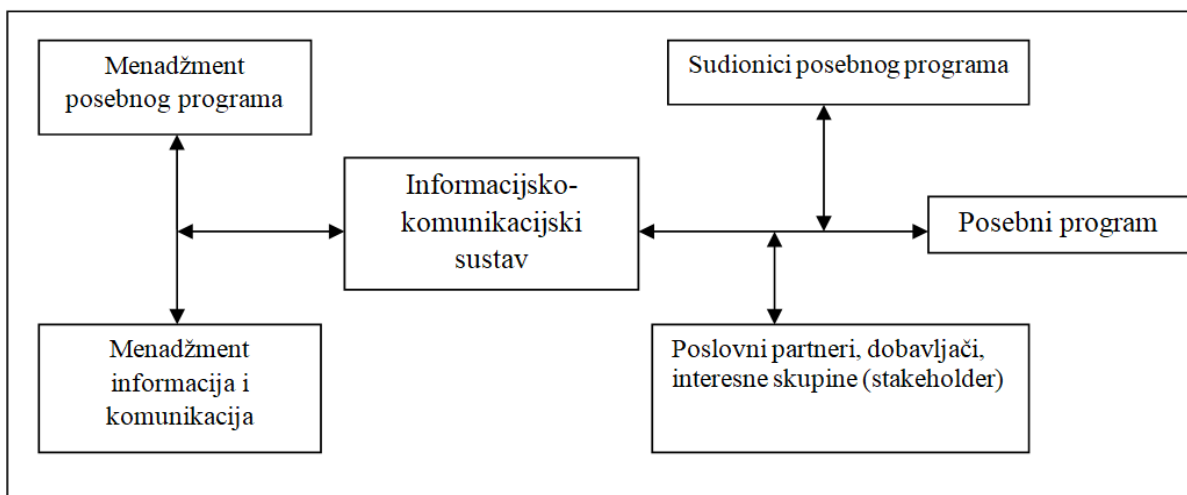 Menadžment
posebnog programa
Sudionici posebnog programa
Informacijsko-
komunikacijski
sustav
Posebni program
Menadžment
informacija i
komunikacija
Poslovni partneri, dobavljači,
interesne skupine (stakeholder)